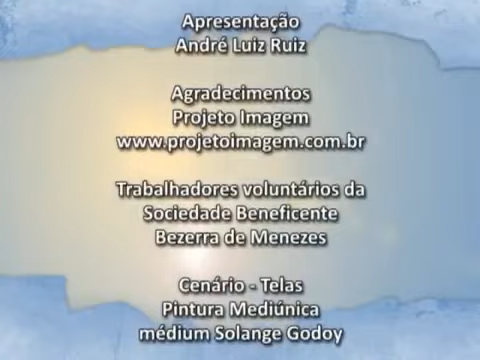 Apresentação
André Luiz Ruiz
Agradecimentos
Projeto Imagem
www.projetoimagem.com.br
Trabalhadores voluntários da
Sociedade Beneficente
Bezerra de Menezes
Cenário - Telas
Pintura Mediúnica
médium Solange Godoy